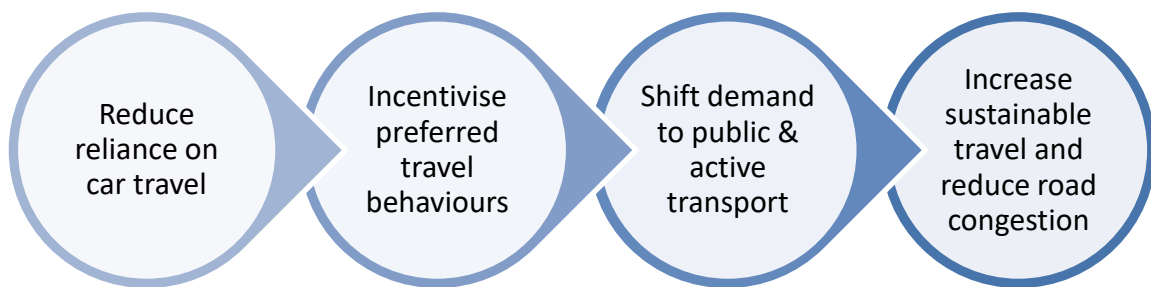 Reduce
reliance on
car travel
Incentivise
preferred
travel
behaviours
Shift demand
to public &
active
transport
Increase
sustainable
travel and
reduce road
congestion